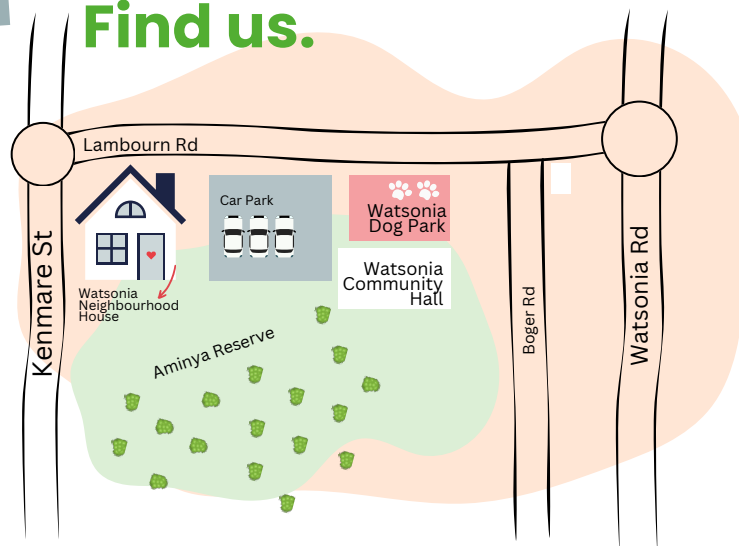 Find us.
Lambourn Rd
Car Park
Watsonia
Dog Park
Watsonia
Community
Hall
Watsonia
Neighbourhood
House
Aminya Reserve
Kenmare St
Boger Rd
Watsonia Rd